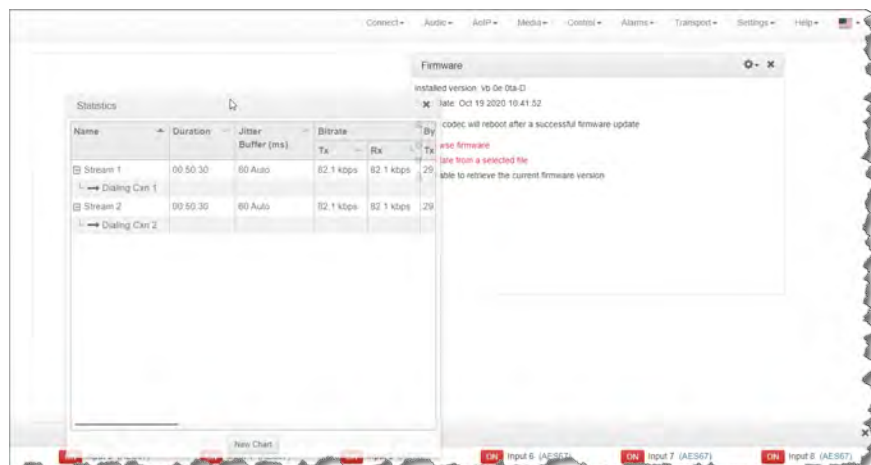 Connect Audio AoIP Media Control Alarms Transport Settings Help
Firmware
Installed version: vb 0e 0ta-D
Date: Oct 19 2020 10:41:52
codec will reboot after a successful firmware update
firmware
from a selected file
able to retrieve the current firmware version
Statistics
Name Duration Jitter Buffer (ms) Bitrate By
Tx Rx Tx
Stream 1 00:50:30 60 Auto 82.1 kbps 82.1 kbps 29
Dialing Cxn 1
Stream 2 00:50:30 60 Auto 82.1 kbps 82.1 kbps 29
Dialing Cxn 2
New Chart
ON Input 6 (AES67) ON Input 7 (AES67) ON Input 8 (AES67)